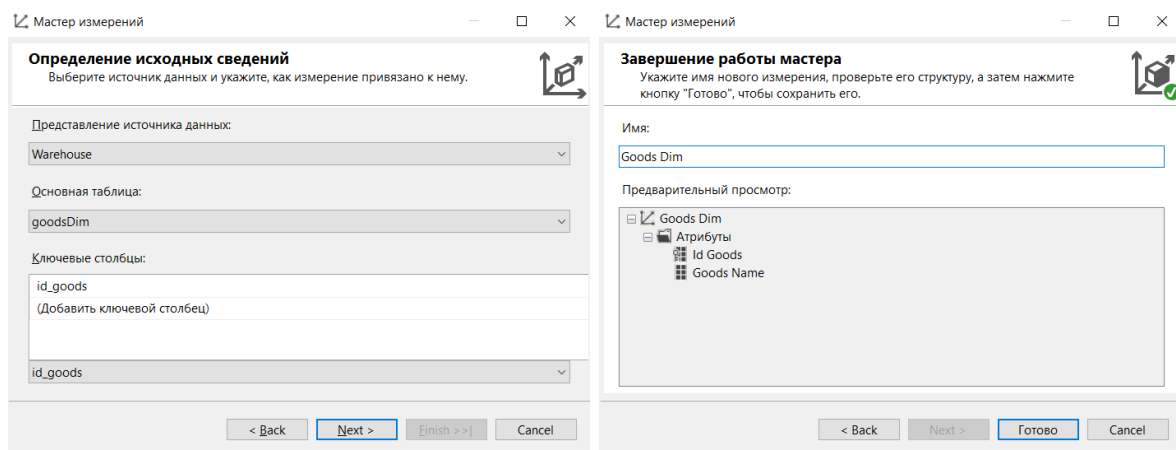 Мастер измерений
Определение исходных сведений
Выберите источник данных и укажите, как измерение привязано к нему.
Представление источника данных:
Warehouse
Основная таблица:
goodsDim
Ключевые столбцы:
id_goods
(Добавить ключевой столбец)
id_goods
< Back
Next >
Finish >>|
Cancel
Мастер измерений
Завершение работы мастера
Укажите имя нового измерения, проверьте его структуру, а затем нажмите
кнопку "Готово", чтобы сохранить его.
Имя:
Goods Dim
Предварительный просмотр:
Goods Dim
Атрибуты
Id Goods
Goods Name
< Back
Next >
Готово
Cancel